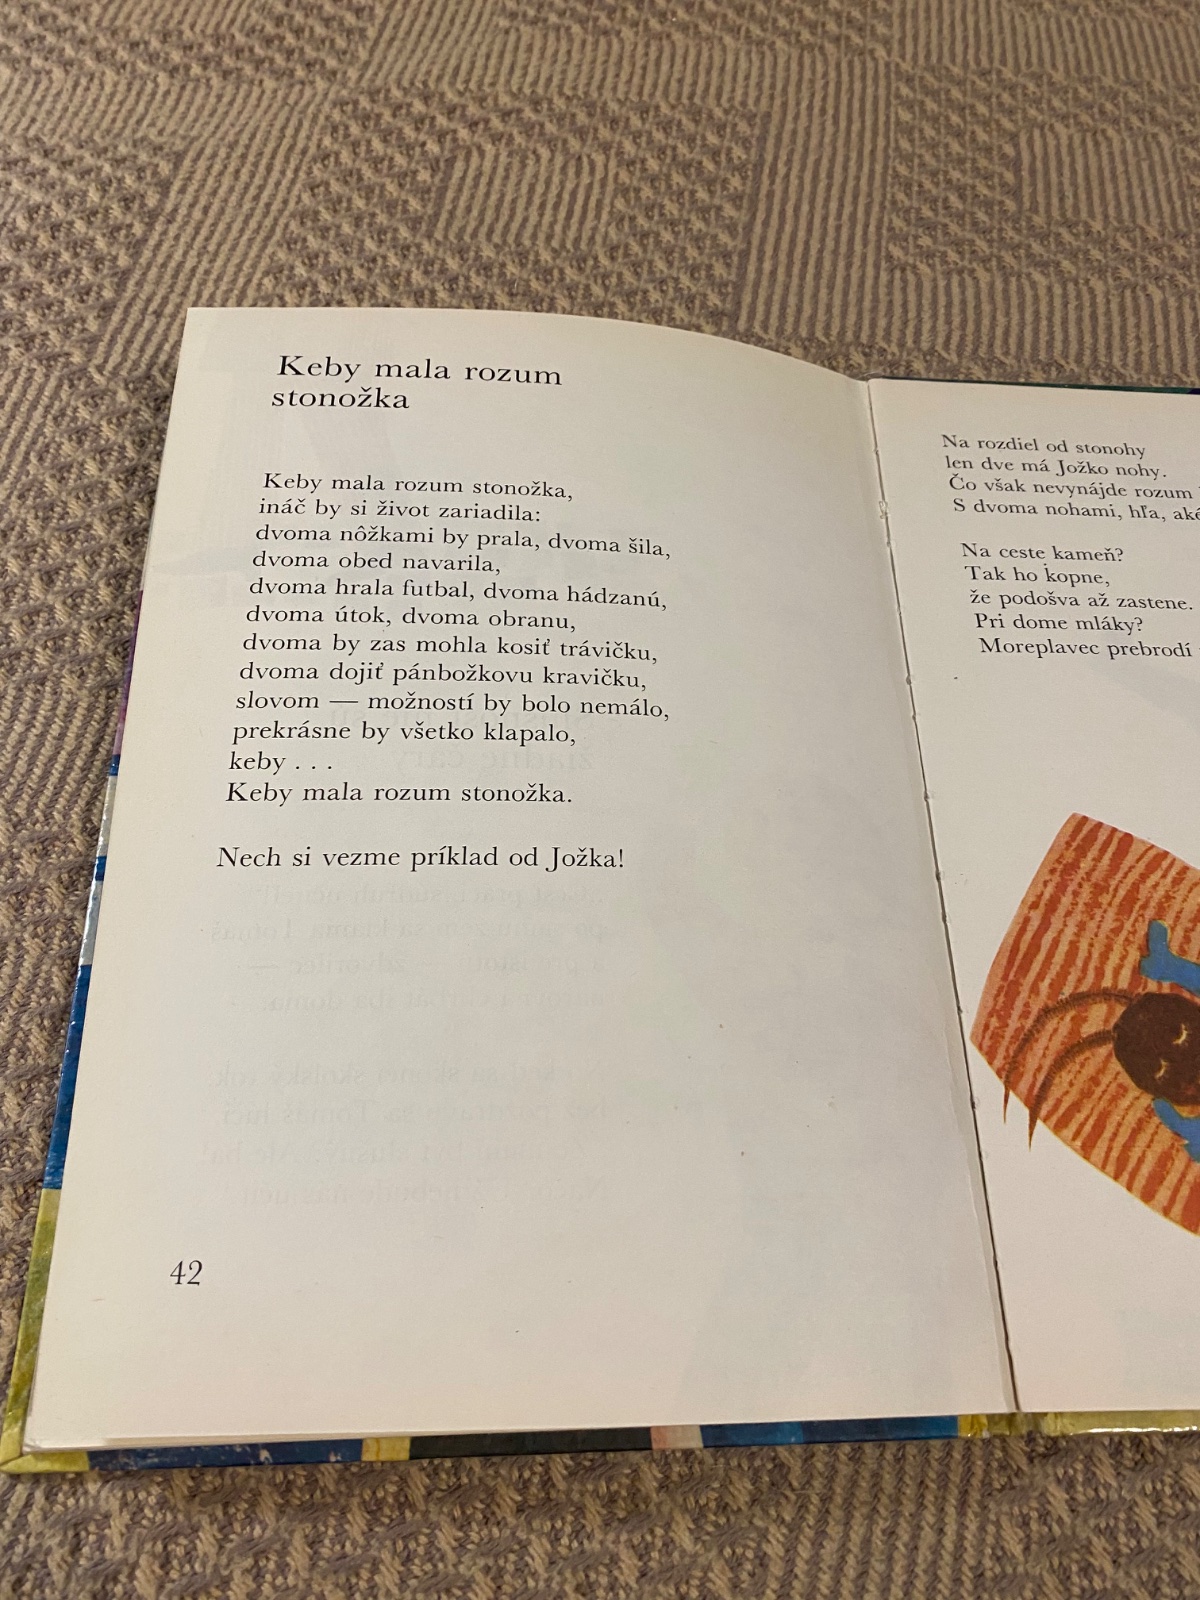 Keby mala rozum
stonožka
Keby mala rozum stonožka,
ináč by si život zariadila:
dvoma nôžkami by prala, dvoma šila,
dvoma obed navarila,
dvoma hrala futbal, dvoma hádzanú,
dvoma útok, dvoma obranu,
dvoma by zas mohla kosiť trávičku,
dvoma dojiť pánbožkovu kravičku,
slovom — možností by bolo nemálo,
prekrásne by všetko klapalo,
keby . . .
Keby mala rozum stonožka.
Nech si vezme príklad od Jožka!
42
Na rozdiel od stonohy
len dve má Jožko nohy.
Čo však nevynájde rozum
S dvoma nohami, hľa, aké
Na ceste kameň?
Tak ho kopne,
že podošva až zastene.
Pri dome mláky?
Moreplavec prebrodí